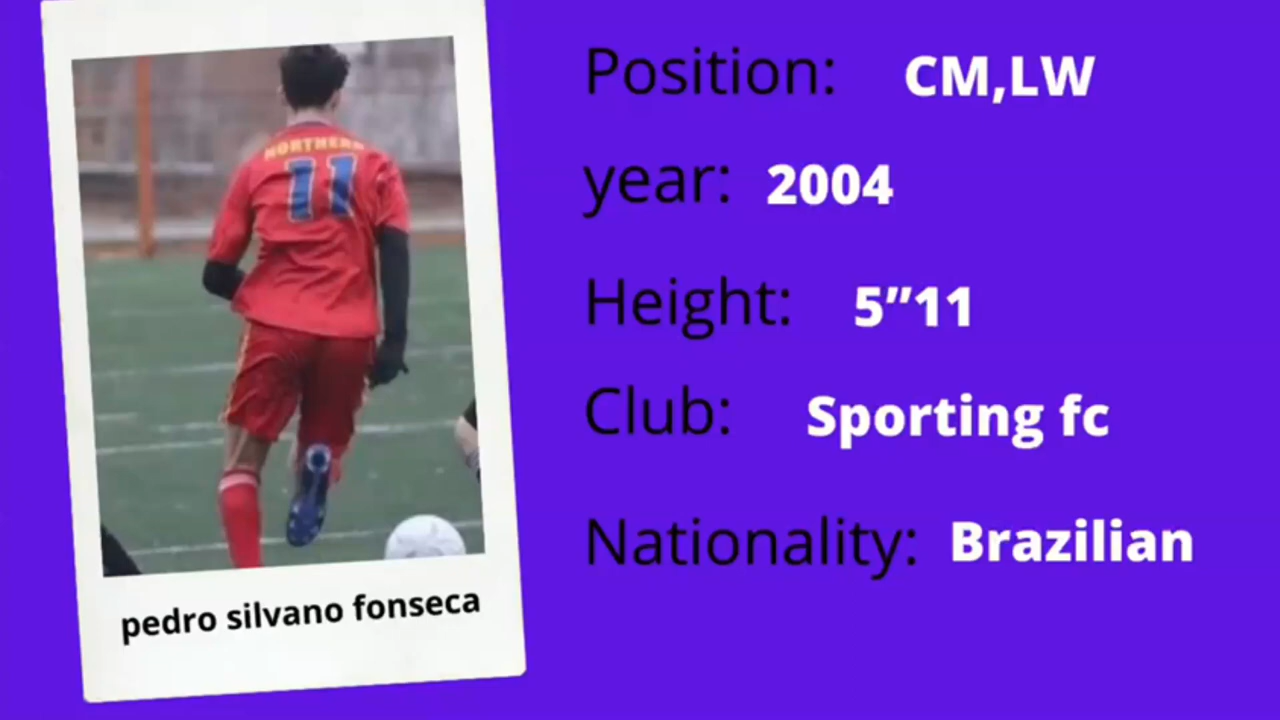 NORTHERN
11
pedro silvano fonseca
Position: CM,LW
year: 2004
Height: 5”11
Club: Sporting fc
Nationality: Brazilian